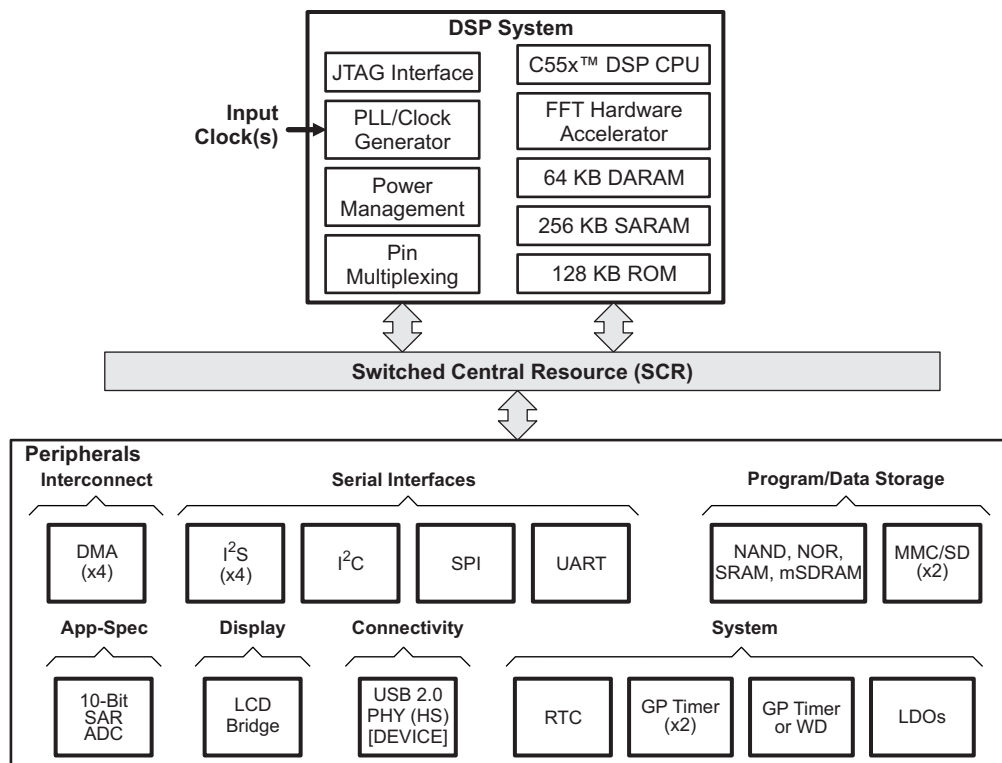 DSP System
JTAG Interface
C55x™ DSP CPU
Input
Clock(s)
PLL/Clock
Generator
FFT Hardware
Accelerator
Power
Management
64 KB DARAM
256 KB SARAM
Pin
Multiplexing
128 KB ROM
Switched Central Resource (SCR)
Peripherals
Interconnect
Serial Interfaces
Program/Data Storage
DMA
(x4)
I²S
(x4)
I²C
SPI
UART
NAND, NOR,
SRAM, mSDRAM
MMC/SD
(x2)
App-Spec
Display
Connectivity
System
10-Bit
SAR
ADC
LCD
Bridge
USB 2.0
PHY (HS)
[DEVICE]
RTC
GP Timer
(x2)
GP Timer
or WD
LDOs